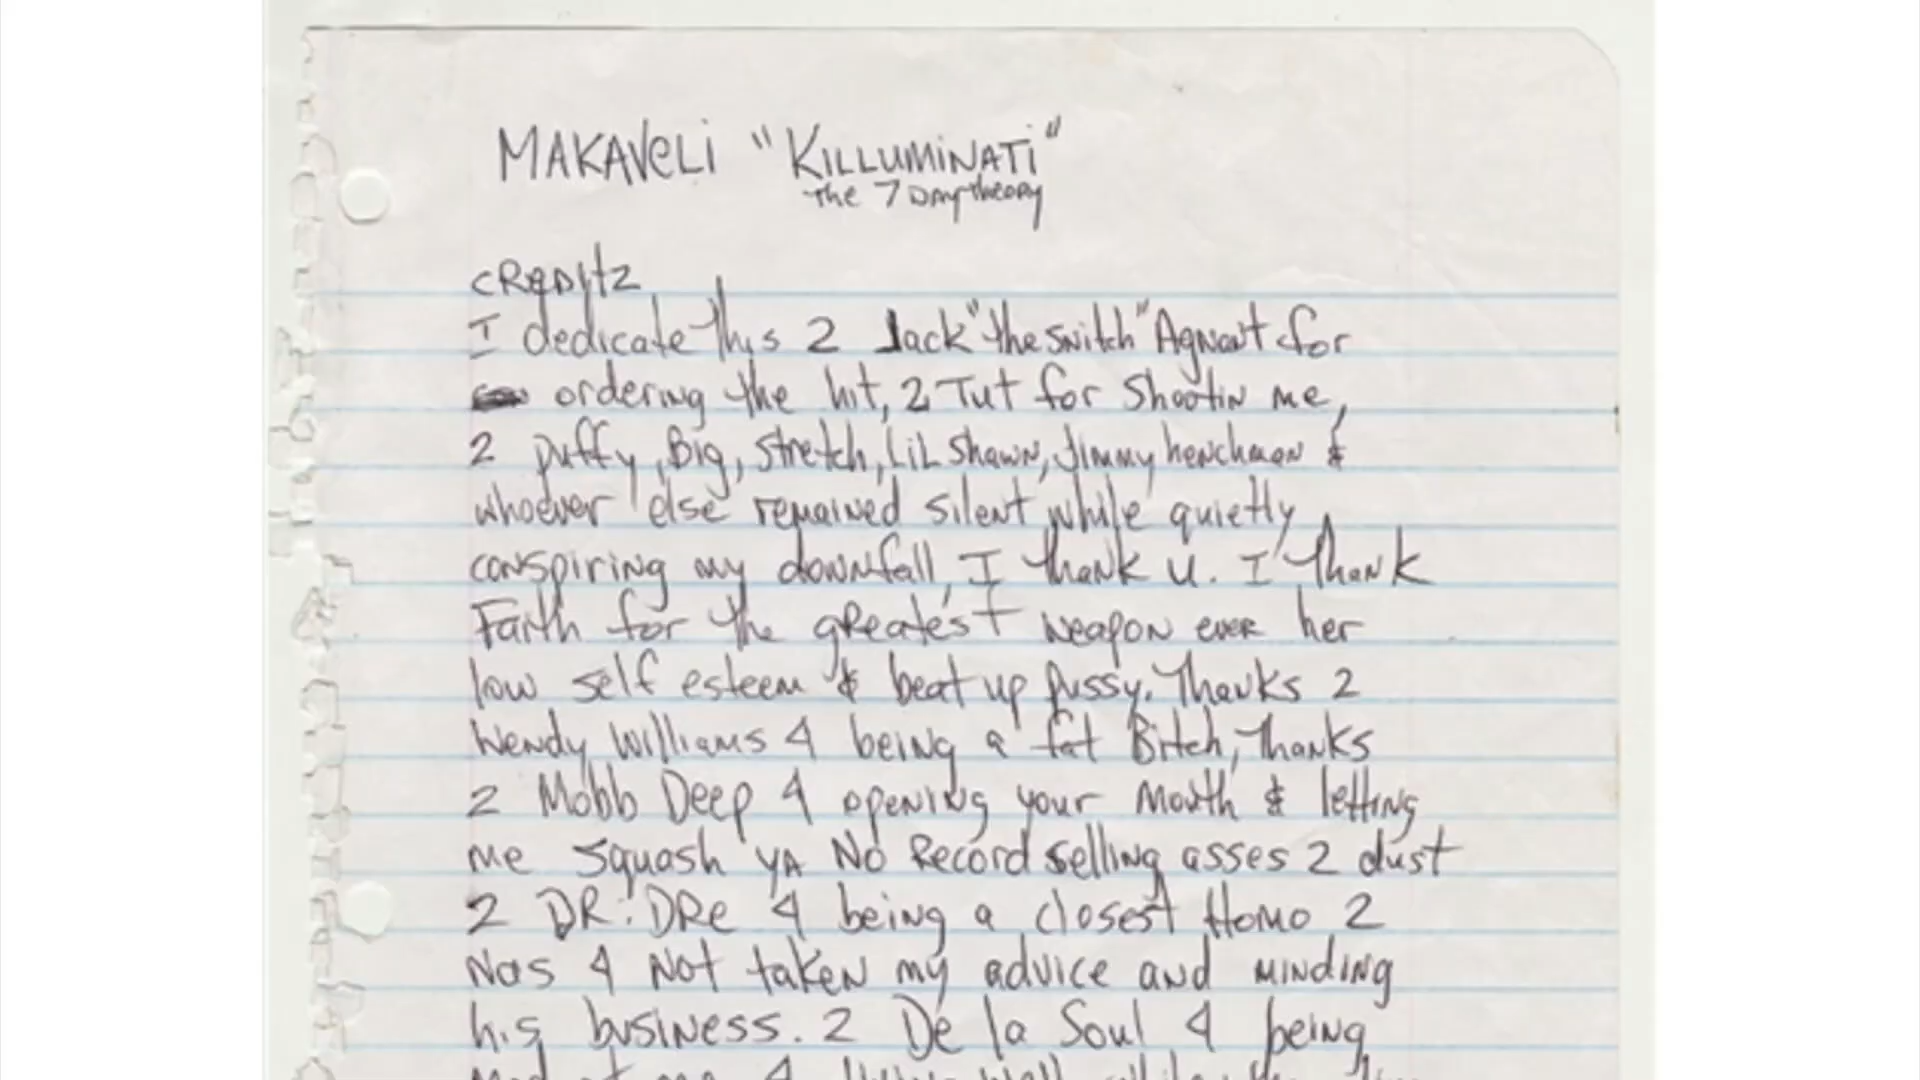 MAKAVELi "KILLUMINATi"
The 7 Day Theory
CREDitz
I dedicate This 2 Jack "the snitch" Agnant for
ordering the hit, 2 Tut for Shootin me,
2 puffy, Big, Stretch, LiL Shawn, Jimmy henchman &
whoever else remained silent while quietly
conspiring my downfall, I thank u. I Thank
Faith for the greatest weapon ever her
low self esteem & beat up pussy. Thanks 2
Wendy Williams 4 being a fat Bitch, Thanks
2 Mobb Deep 4 opening your mouth & letting
me squash ya No Record selling asses 2 dust
2 DR. DRe 4 being a closest Homo 2
Nas 4 Not taken my advice and minding
his business. 2 De la Soul 4 being